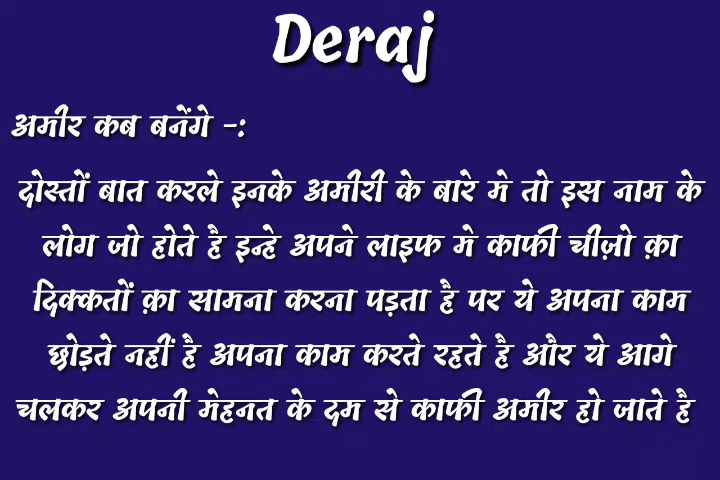 Deraj
अमीर कब बनेंगे -:
दोस्तों बात करले इनके अमीरी के बारे मे तो इस नाम के
लोग जो होते है इन्हे अपने लाइफ मे काफी चीज़ो क़ा
दिक्कतों क़ा सामना करना पड़ता है पर ये अपना काम
छोड़ते नहीं है अपना काम करते रहते है और ये आगे
चलकर अपनी मेहनत के दम से काफी अमीर हो जाते है